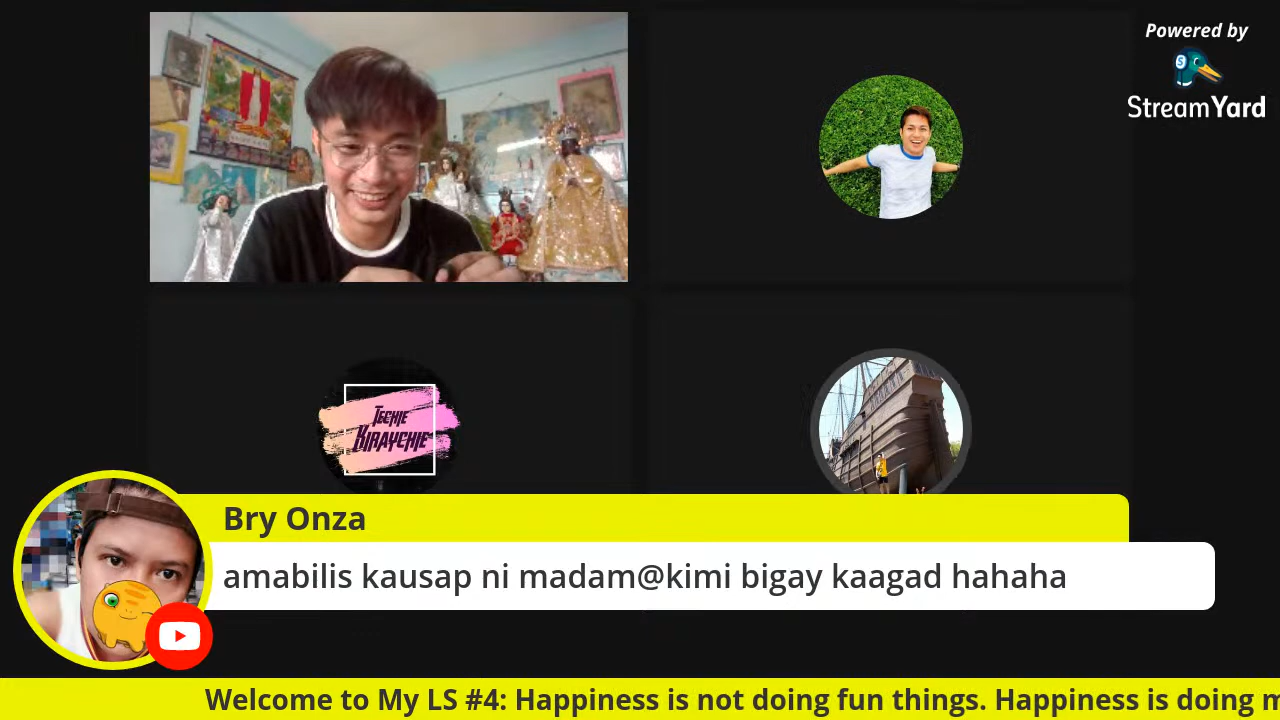 Powered by
StreamYard
TECHIE
KIRAYCHIE
Bry Onza
amabilis kausap ni madam@kimi bigay kaagad hahaha
Welcome to My LS #4: Happiness is not doing fun things. Happiness is doing m